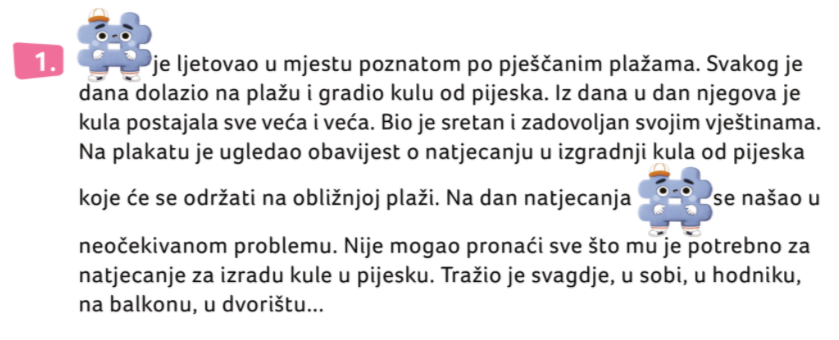 1. je ljetovao u mjestu poznatom po pješčanim plažama. Svakog je
dana dolazio na plažu i gradio kulu od pijeska. Iz dana u dan njegova je
kula postajala sve veća i veća. Bio je sretan i zadovoljan svojim vještinama.
Na plakatu je ugledao obavijest o natjecanju u izgradnji kula od pijeska
koje će se održati na obližnjoj plaži. Na dan natjecanja se našao u
neočekivanom problemu. Nije mogao pronaći sve što mu je potrebno za
natjecanje za izradu kule u pijesku. Tražio je svagdje, u sobi, u hodniku,
na balkonu, u dvorištu...